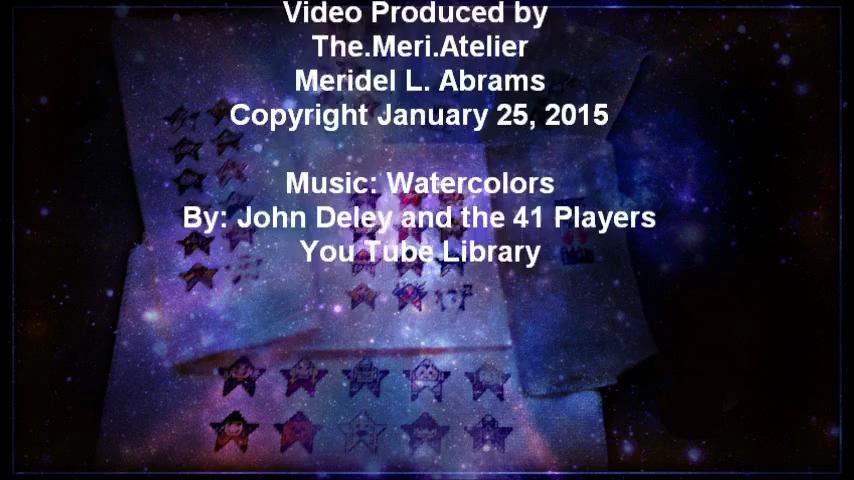 Video Produced by
The.Meri.Atelier
Meridel L. Abrams
Copyright January 25, 2015
Music: Watercolors
By: John Deley and the 41 Players
You Tube Library